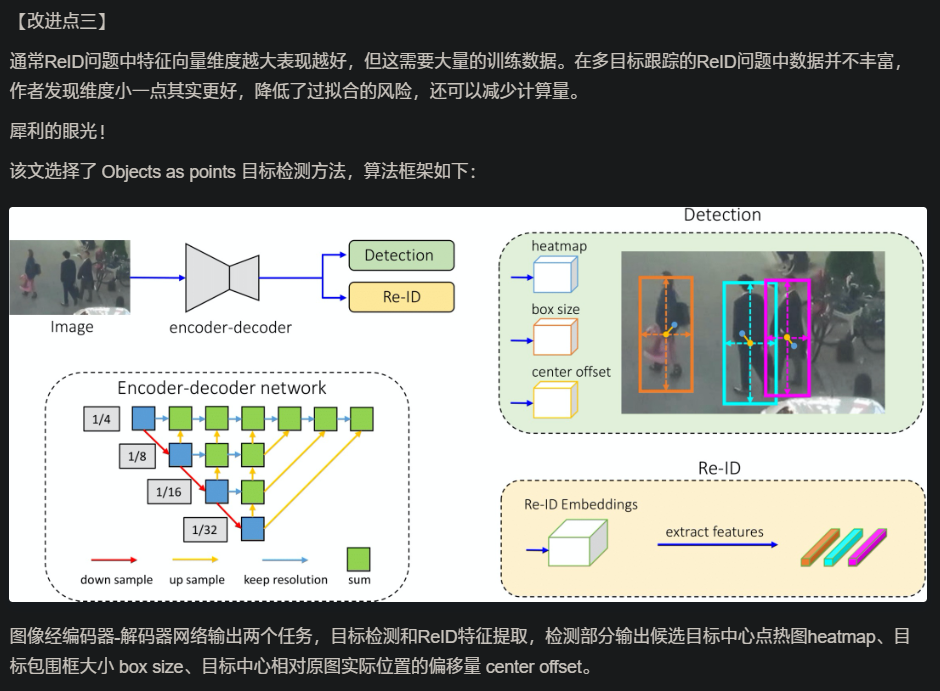 【改进点三】
通常ReID问题中特征向量维度越大表现越好，但这需要大量的训练数据。在多目标跟踪的ReID问题中数据并不丰富，
作者发现维度小一点其实更好，降低了过拟合的风险，还可以减少计算量。
犀利的眼光！
该文选择了 Objects as points 目标检测方法，算法框架如下：
Image
encoder-decoder
Detection
Re-ID
Encoder-decoder network
1/4
1/8
1/16
1/32
down sample
up sample
keep resolution
sum
Detection
heatmap
box size
center offset
Re-ID
Re-ID Embeddings
extract features
图像经编码器-解码器网络输出两个任务，目标检测和ReID特征提取，检测部分输出候选目标中心点热图heatmap、目
标包围框大小 box size、目标中心相对原图实际位置的偏移量 center offset。